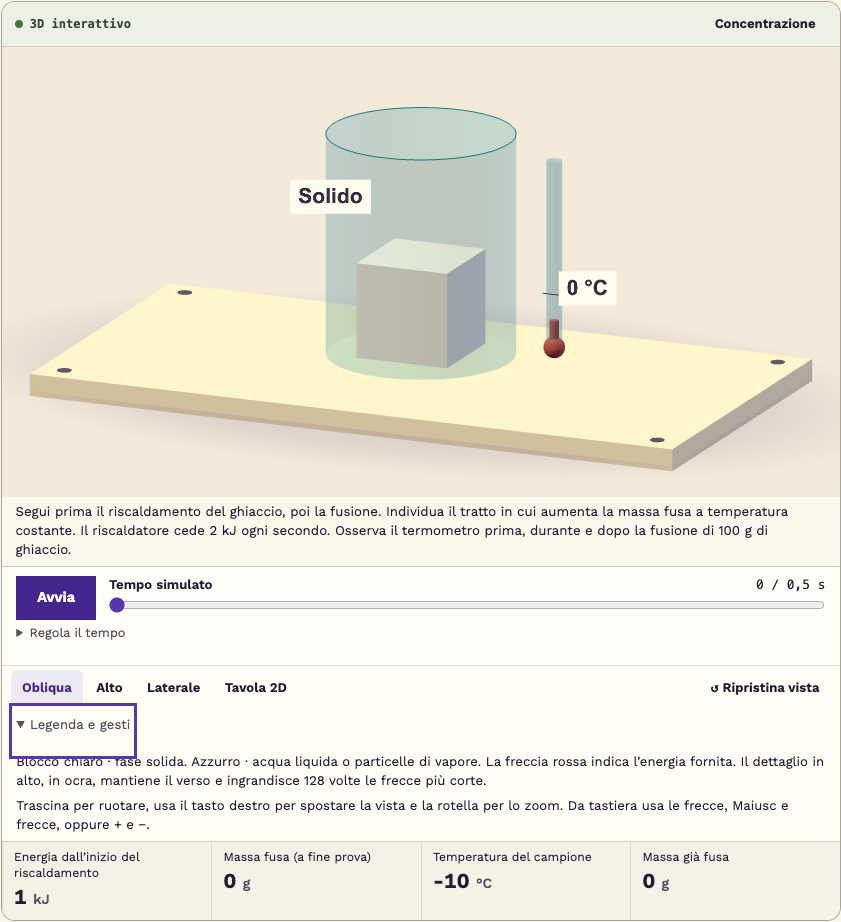 3D interattivo
Concentrazione
Solido
0 °C
Segui prima il riscaldamento del ghiaccio, poi la fusione. Individua il tratto in cui aumenta la massa fusa a temperatura
costante. Il riscaldatore cede 2 kJ ogni secondo. Osserva il termometro prima, durante e dopo la fusione di 100 g di
ghiaccio.
Avvia
Tempo simulato
0 / 0,5 s
▶ Regola il tempo
Obliqua Alto Laterale Tavola 2D
↺ Ripristina vista
▼ Legenda e gesti
Blocco chiaro · fase solida. Azzurro · acqua liquida o particelle di vapore. La freccia rossa indica l’energia fornita. Il dettaglio in
alto, in ocra, mantiene il verso e ingrandisce 128 volte le frecce più corte.
Trascina per ruotare, usa il tasto destro per spostare la vista e la rotella per lo zoom. Da tastiera usa le frecce, Maiusc e
frecce, oppure + e −.
Energia dall’inizio del
riscaldamento
1 kJ
Massa fusa (a fine prova)
0 g
Temperatura del campione
-10 °C
Massa già fusa
0 g